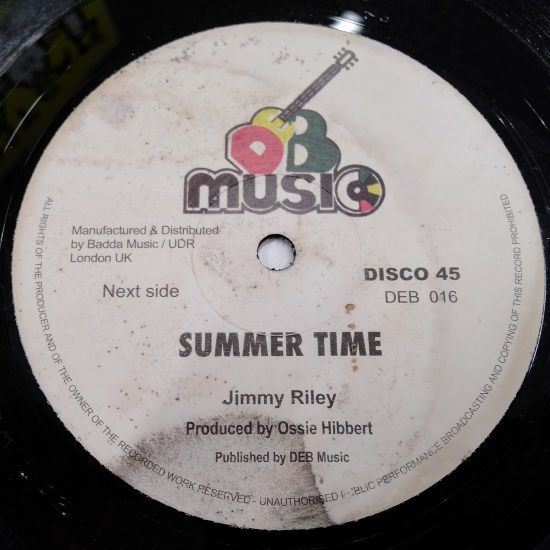 DEB
MUSIC
Manufactured & Distributed
by Badda Music / UDR
London UK
Next side
DISCO 45
DEB 016
SUMMER TIME
Jimmy Riley
Produced by Ossie Hibbert
Published by DEB Music
ALL RIGHTS OF THE PRODUCER AND OF THE OWNER OF THE RECORDED WORK RESERVED - UNAUTHORISED PUBLIC PERFORMANCE BROADCASTING AND COPYING OF THIS RECORD PROHIBITED